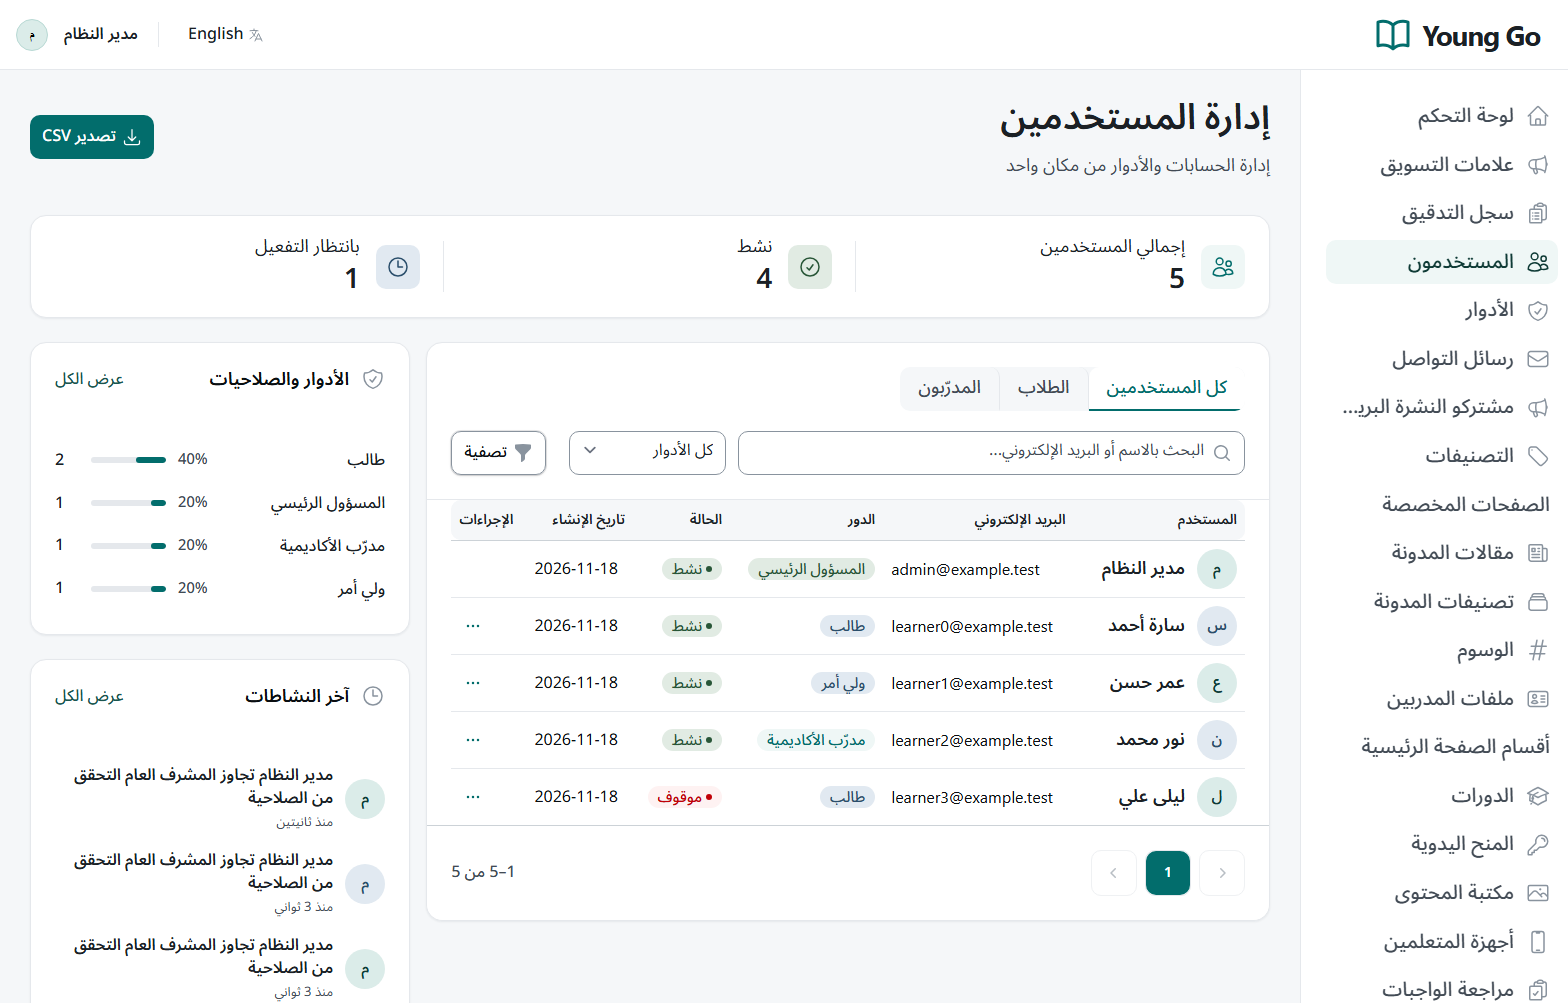 Young Go
English
مدير النظام
م
لوحة التحكم
علامات التسويق
سجل التدقيق
المستخدمون
الأدوار
رسائل التواصل
مشتركو النشرة البريـ...
التصنيفات
الصفحات المخصصة
مقالات المدونة
تصنيفات المدونة
الوسوم
ملفات المدربين
أقسام الصفحة الرئيسية
الدورات
المنح اليدوية
مكتبة المحتوى
أجهزة المتعلمين
مراجعة الواجبات
إدارة المستخدمين
إدارة الحسابات والأدوار من مكان واحد
تصدير CSV
إجمالي المستخدمين
5
نشط
4
بانتظار التفعيل
1
كل المستخدمين الطلاب المدرّبون
البحث بالاسم أو البريد الإلكتروني... كل الأدوار تصفية
المستخدم البريد الإلكتروني الدور الحالة تاريخ الإنشاء الإجراءات
م مدير النظام admin@example.test المسؤول الرئيسي نشط 2026-11-18
س سارة أحمد learner0@example.test طالب نشط 2026-11-18 ...
ع عمر حسن learner1@example.test ولي أمر نشط 2026-11-18 ...
ن نور محمد learner2@example.test مدرّب الأكاديمية نشط 2026-11-18 ...
ل ليلى علي learner3@example.test طالب موقوف 2026-11-18 ...
1
1–5 من 5
الأدوار والصلاحيات عرض الكل
طالب 40% 2
المسؤول الرئيسي 20% 1
مدرّب الأكاديمية 20% 1
ولي أمر 20% 1
آخر النشاطات عرض الكل
م
مدير النظام تجاوز المشرف العام التحقق
من الصلاحية
منذ ثانيتين
م
مدير النظام تجاوز المشرف العام التحقق
من الصلاحية
منذ 3 ثواني
م
مدير النظام تجاوز المشرف العام التحقق
من الصلاحية
منذ 3 ثواني